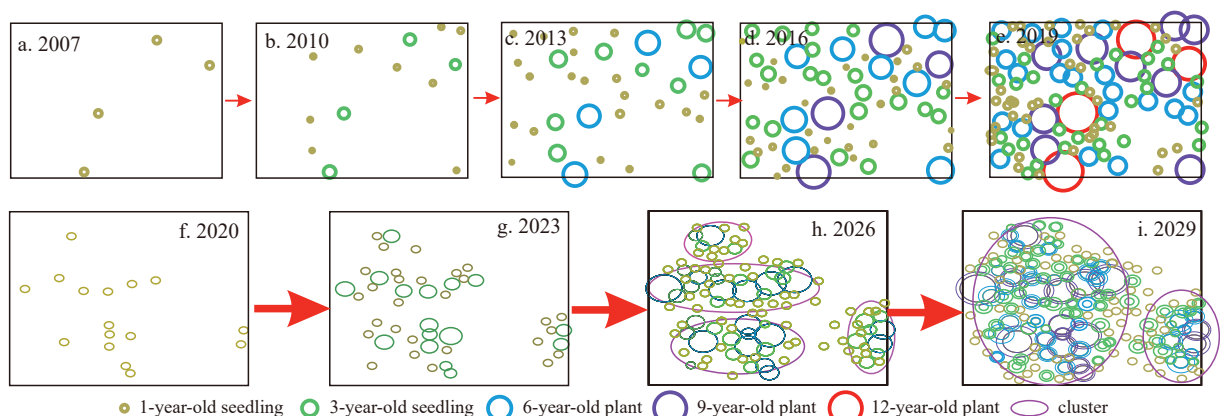 a. 2007
b. 2010
c. 2013
d. 2016
e. 2019
f. 2020
g. 2023
h. 2026
i. 2029
1-year-old seedling 3-year-old seedling 6-year-old plant 9-year-old plant 12-year-old plant cluster